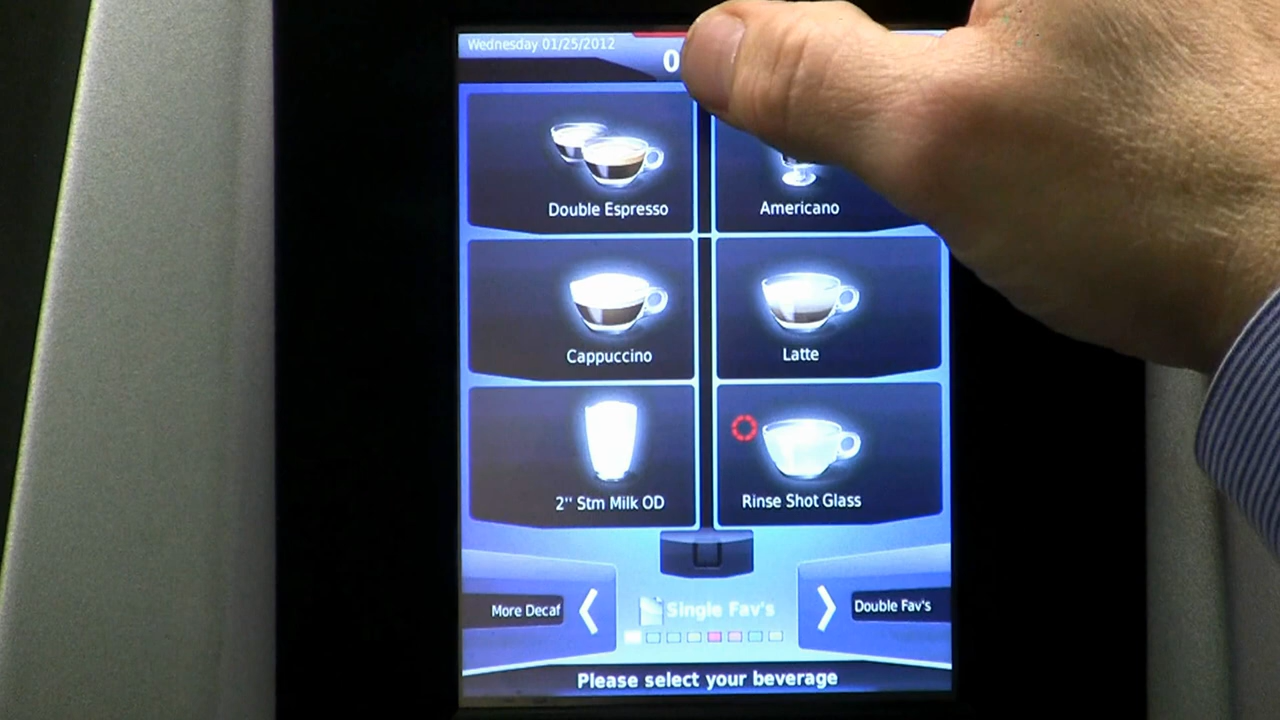 Wednesday 01/25/2012
0
Double Espresso
Americano
Cappuccino
Latte
2'' Stm Milk OD
Rinse Shot Glass
More Decaf
Single Fav's
Double Fav's
Please select your beverage